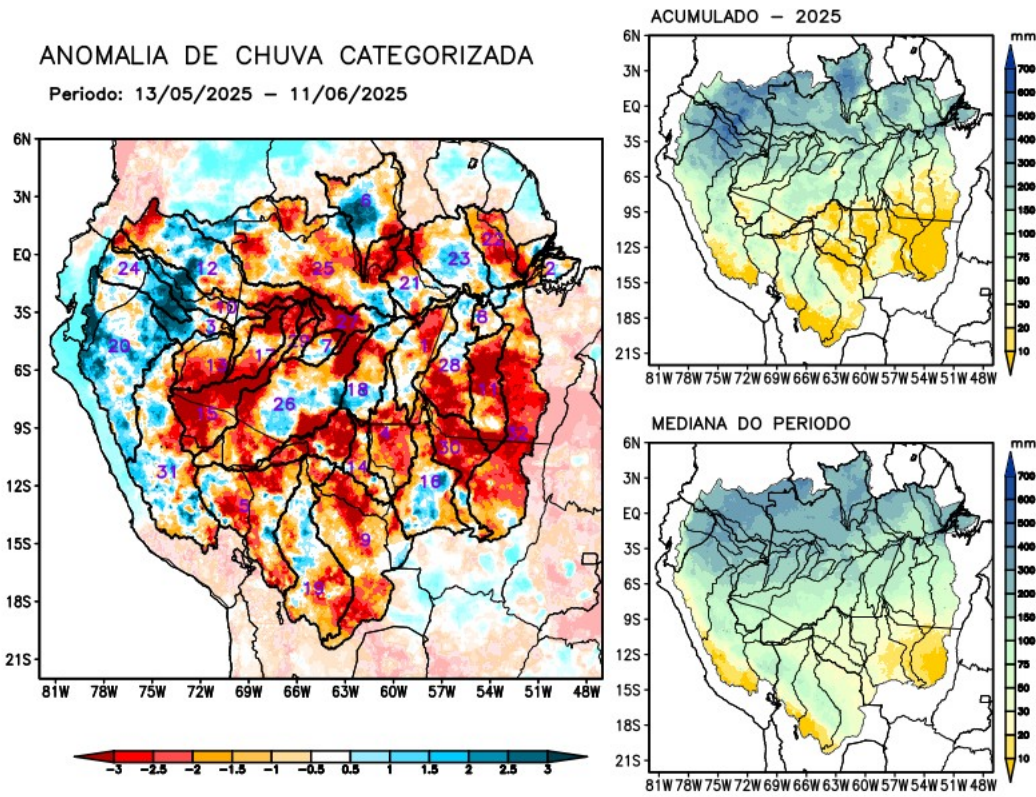 ANOMALIA DE CHUVA CATEGORIZADA
Periodo: 13/05/2025 - 11/06/2025
6N
3N
EQ
3S
6S
9S
12S
15S
18S
21S
81W 78W 75W 72W 69W 66W 63W 60W 57W 54W 51W 48W
6
22
24 12 25 23 2
21
10
3 8
20 7 1
13 17 28
15 26 18 11
4 30 32
31 14 16
5
9
19
-3 -2.5 -2 -1.5 -1 -0.5 0.5 1 1.5 2 2.5 3
ACUMULADO - 2025
mm
6N
3N
EQ
3S
6S
9S
12S
15S
18S
21S
81W 78W 75W 72W 69W 66W 63W 60W 57W 54W 51W 48W
700
600
500
400
300
200
150
100
75
50
30
20
10
MEDIANA DO PERIODO
mm
6N
3N
EQ
3S
6S
9S
12S
15S
18S
21S
81W 78W 75W 72W 69W 66W 63W 60W 57W 54W 51W 48W
700
600
500
400
300
200
150
100
75
50
30
20
10